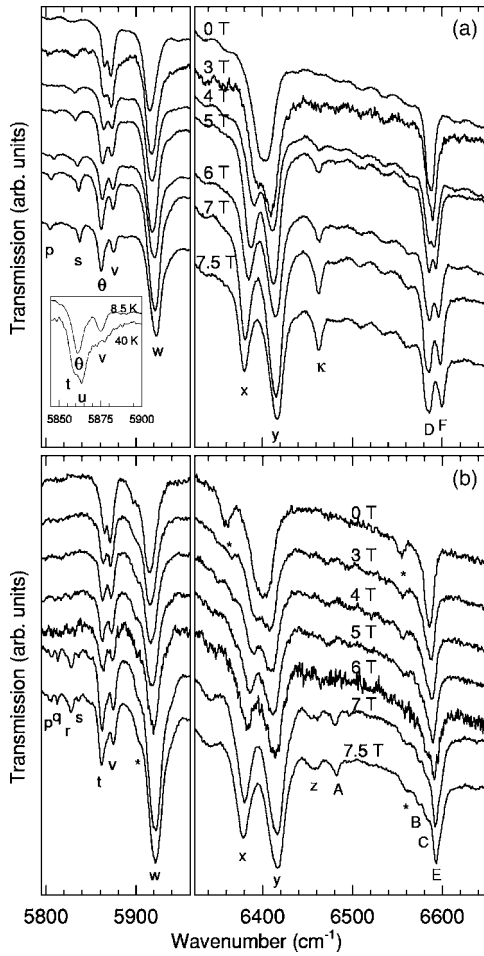 (a)
0 T
3 T
4 T
5 T
6 T
7 T
7.5 T
Transmission (arb. units)
p
s
θ
v
w
8.5 K
40 K
θ
v
t
u
5850 5875 5900
x
y
κ
D
F
(b)
0 T
*
*
3 T
4 T
5 T
6 T
7 T
7.5 T
Transmission (arb. units)
p
q
r
s
t
v
*
w
x
y
z
A
*
B
C
E
5800 5900 6400 6500 6600
Wavenumber (cm⁻¹)